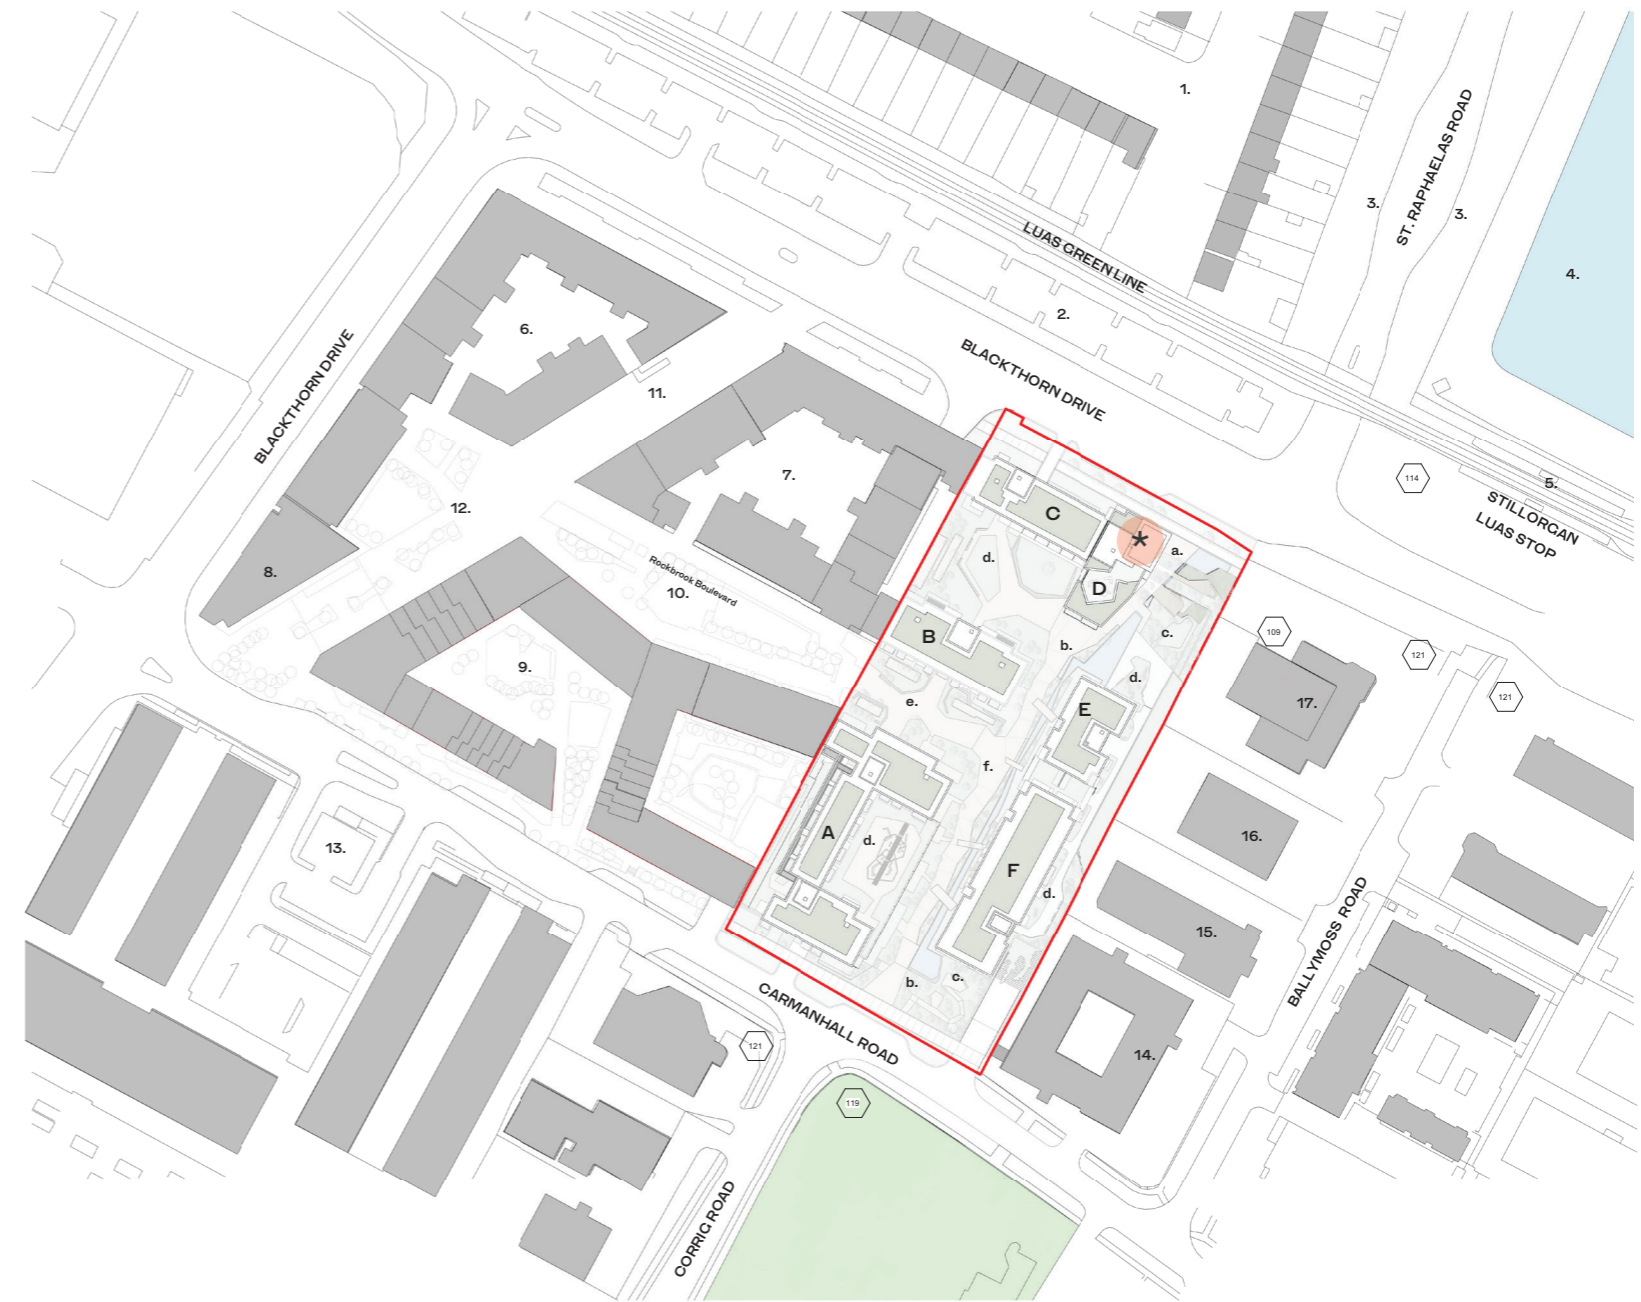 1.
ST. RAPHAELAS ROAD
3.
3.
LUAS GREEN LINE
4.
2.
6.
BLACKTHORN DRIVE
BLACKTHORN DRIVE
11.
7.
114
5.
STILLORGAN
LUAS STOP
12.
C
*
a.
d.
D
8.
Rockbrook Boulevard
10.
B
b.
c.
109
121
9.
d.
121
e.
E
17.
f.
A
d.
13.
16.
F
d.
15.
BALLYMOSS ROAD
b.
c.
CARMANHALL ROAD
121
14.
119
CORRIG ROAD